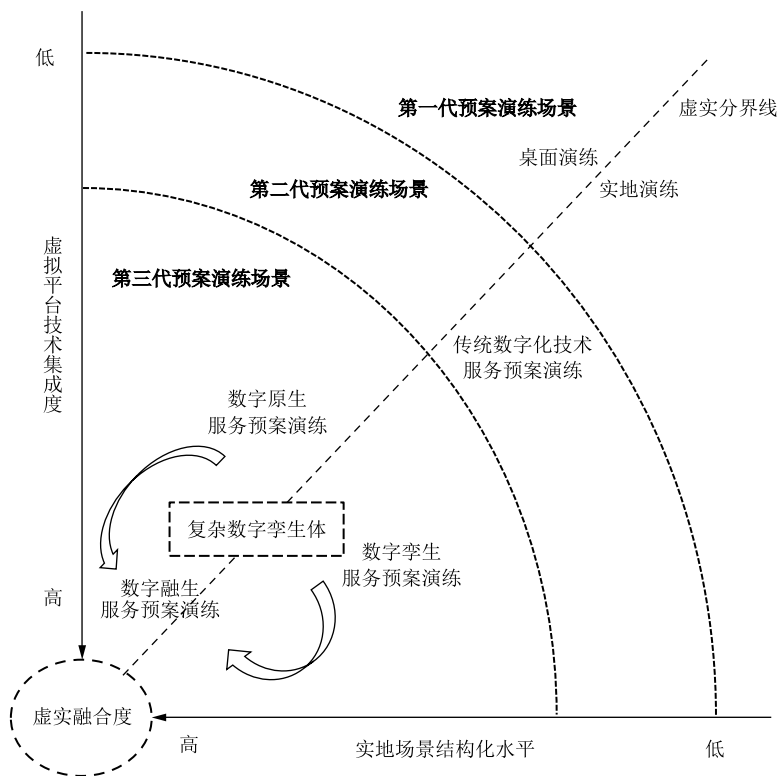 低
第一代预案演练场景
虚实分界线
桌面演练
实地演练
第二代预案演练场景
虚拟平台技术集成度
第三代预案演练场景
传统数字化技术
服务预案演练
数字原生
服务预案演练
复杂数字孪生体
数字孪生
服务预案演练
数字融生
服务预案演练
高
虚实融合度
高
实地场景结构化水平
低